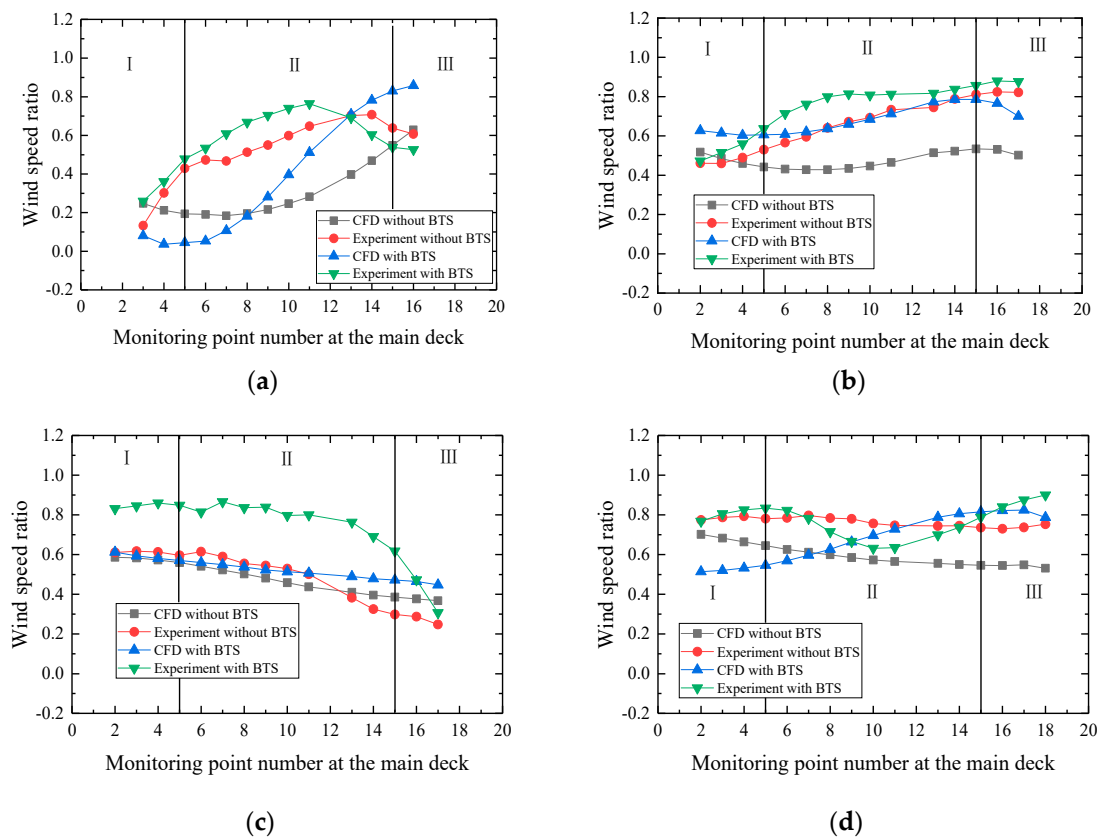 1.2
1.0
0.8
0.6
0.4
0.2
0.0
-0.2
Wind speed ratio
I II III
CFD without BTS
Experiment without BTS
CFD with BTS
Experiment with BTS
0 2 4 6 8 10 12 14 16 18 20
Monitoring point number at the main deck
(a)
1.2
1.0
0.8
0.6
0.4
0.2
0.0
-0.2
Wind speed ratio
I II III
CFD without BTS
Experiment without BTS
CFD with BTS
Experiment with BTS
0 2 4 6 8 10 12 14 16 18 20
Monitoring point number at the main deck
(b)
1.2
1.0
0.8
0.6
0.4
0.2
0.0
-0.2
Wind speed ratio
I II III
CFD without BTS
Experiment without BTS
CFD with BTS
Experiment with BTS
0 2 4 6 8 10 12 14 16 18 20
Monitoring point number at the main deck
(c)
1.2
1.0
0.8
0.6
0.4
0.2
0.0
-0.2
Wind speed ratio
I II III
CFD without BTS
Experiment without BTS
CFD with BTS
Experiment with BTS
0 2 4 6 8 10 12 14 16 18 20
Monitoring point number at the main deck
(d)